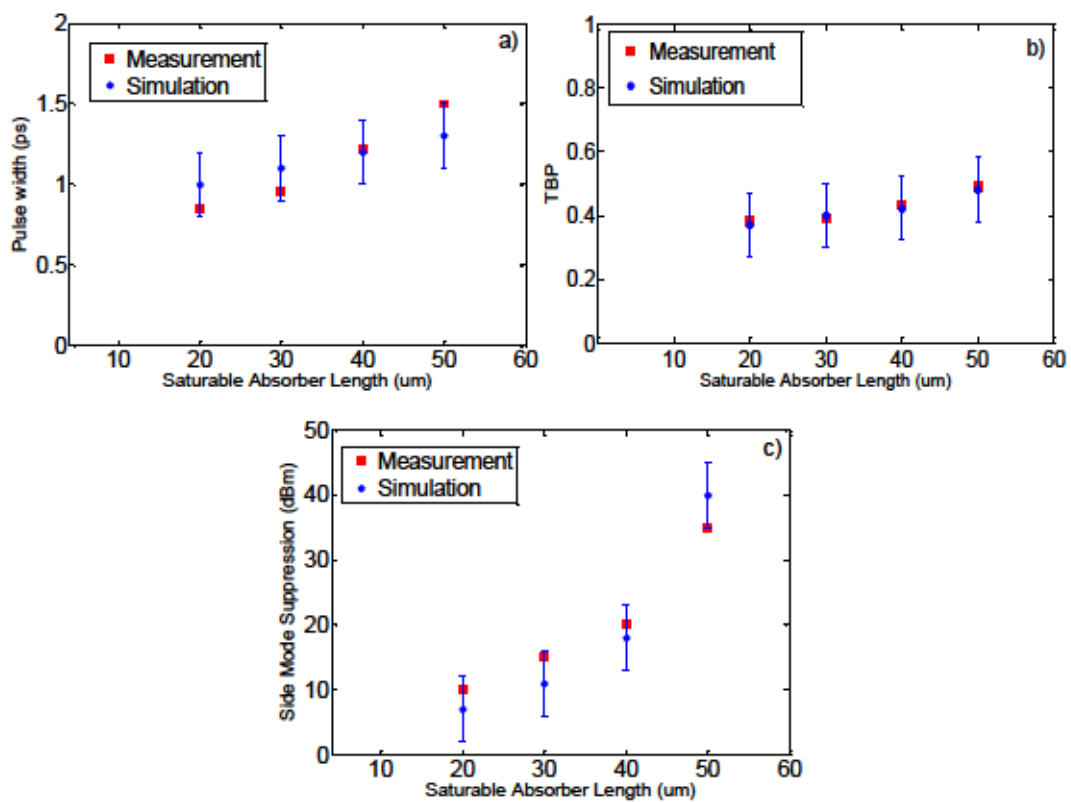 a)
Measurement
Simulation
2
1.5
1
0.5
0
Pulse width (ps)
10 20 30 40 50 60
Saturable Absorber Length (um)
b)
Measurement
Simulation
1
0.8
0.6
0.4
0.2
0
TBP
10 20 30 40 50 60
Saturable Absorber Length (um)
c)
Measurement
Simulation
50
40
30
20
10
0
Side Mode Suppression (dBm)
10 20 30 40 50 60
Saturable Absorber Length (um)